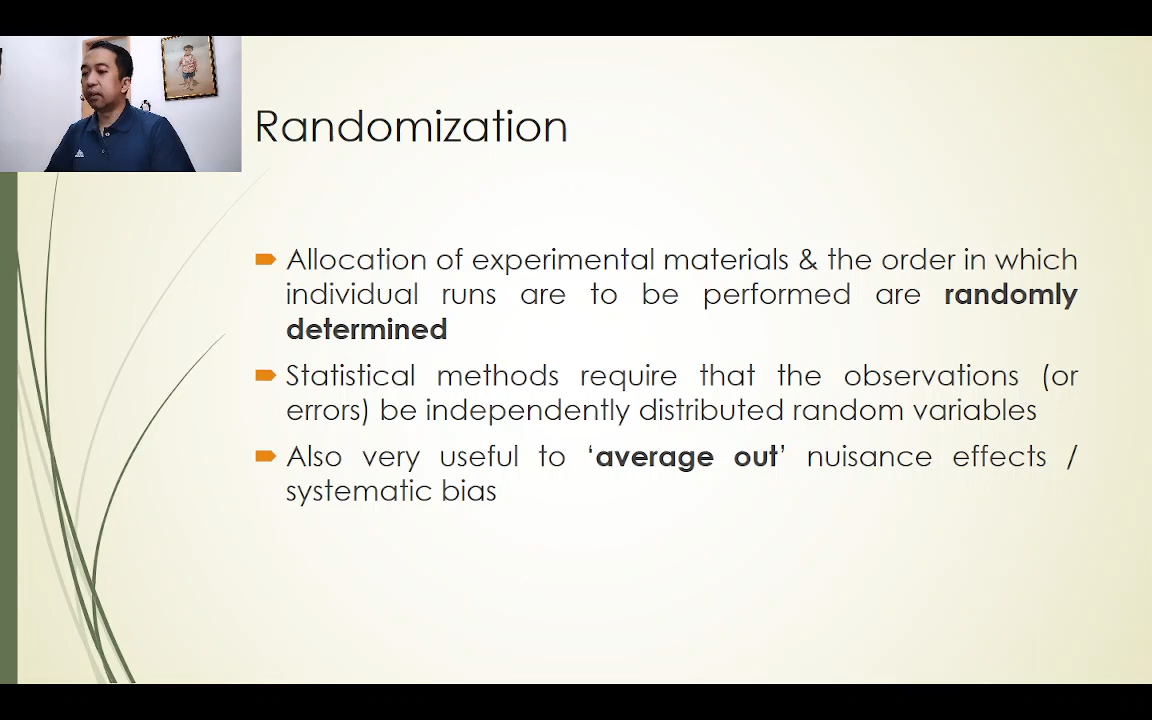 Randomization
Allocation of experimental materials & the order in which
individual runs are to be performed are randomly
determined
Statistical methods require that the observations (or
errors) be independently distributed random variables
Also very useful to ‘average out’ nuisance effects /
systematic bias